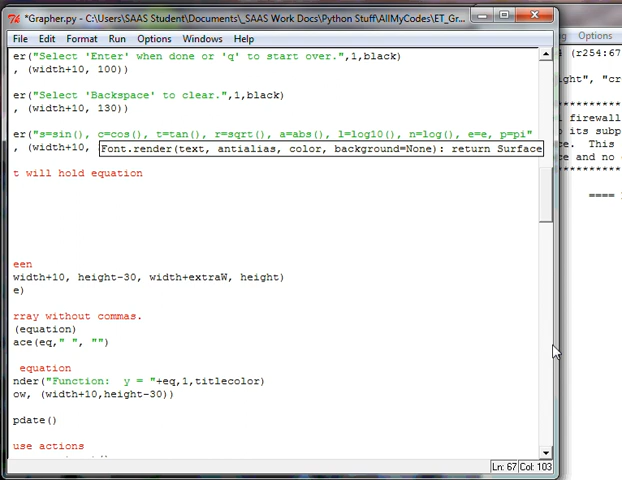 *Grapher.py - C:\Users\SAAS Student\Documents\_SAAS Work Docs\Python Stuff\AllMyCodes\ET_Gr...
File Edit Format Run Options Windows Help
Options
er("Select 'Enter' when done or 'q' to start over.",1,black)
, (width+10, 100))
er("Select 'Backspace' to clear.",1,black)
, (width+10, 130))
er("s=sin(), c=cos(), t=tan(), r=sqrt(), a=abs(), l=log10(), n=log(), e=e, p=pi"
, (width+10,
Font.render(text, antialias, color, background=None): return Surface
t will hold equation
een
width+10, height-30, width+extraW, height)
e)
rray without commas.
(equation)
ace(eq," ", "")
equation
nder("Function:  y = "+eq,1,titlecolor)
ow, (width+10,height-30))
pdate()
use actions
Ln: 67 Col: 103
(r254:67
ght", "cr
*********
l firewall
o its subp
ce.  This
ce and no
*********
====